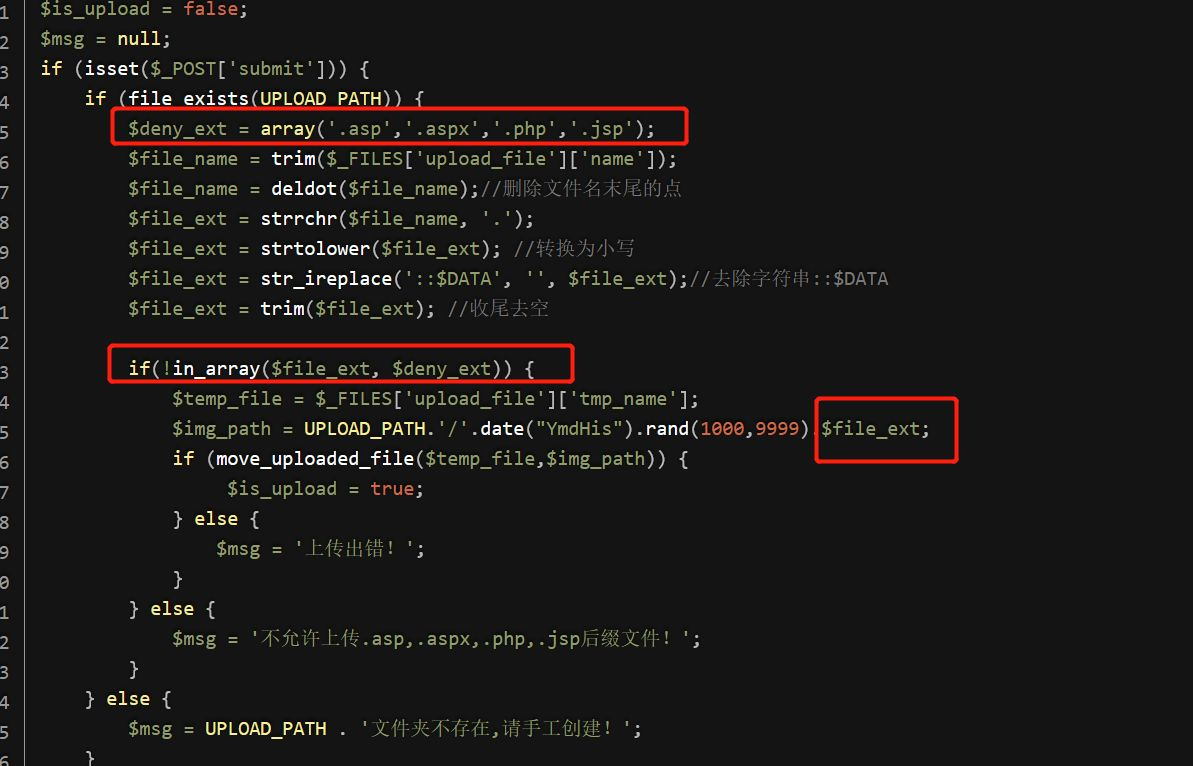 1 $is_upload = false;
2 $msg = null;
3 if (isset($_POST['submit'])) {
4 if (file_exists(UPLOAD_PATH)) {
5 $deny_ext = array('.asp','.aspx','.php','.jsp');
6 $file_name = trim($_FILES['upload_file']['name']);
7 $file_name = deldot($file_name);//删除文件名末尾的点
8 $file_ext = strrchr($file_name, '.');
9 $file_ext = strtolower($file_ext); //转换为小写
0 $file_ext = str_ireplace('::$DATA', '', $file_ext);//去除字符串::$DATA
1 $file_ext = trim($file_ext); //收尾去空
2
3 if(!in_array($file_ext, $deny_ext)) {
4 $temp_file = $_FILES['upload_file']['tmp_name'];
5 $img_path = UPLOAD_PATH.'/'.date("YmdHis").rand(1000,9999).$file_ext;
6 if (move_uploaded_file($temp_file,$img_path)) {
7 $is_upload = true;
8 } else {
9 $msg = '上传出错！';
0 }
1 } else {
2 $msg = '不允许上传.asp,.aspx,.php,.jsp后缀文件！';
3 }
4 } else {
5 $msg = UPLOAD_PATH . '文件夹不存在,请手工创建！';
6 }